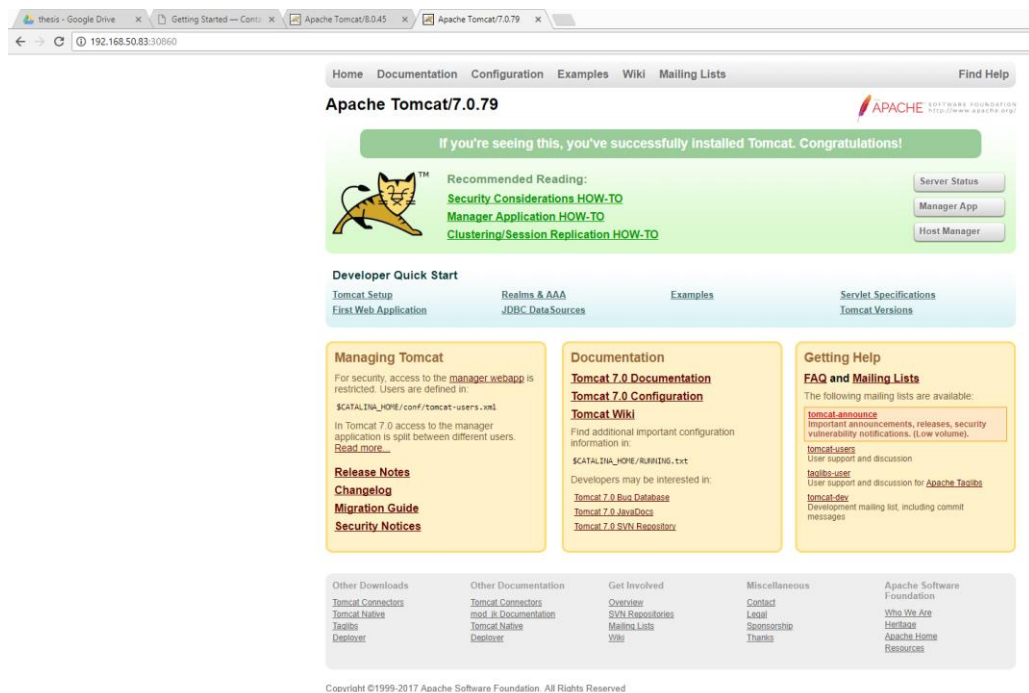 thesis - Google Drive
Getting Started — Conta
Apache Tomcat/8.0.45
Apache Tomcat/7.0.79
192.168.50.83:30860
Home Documentation Configuration Examples Wiki Mailing Lists Find Help
Apache Tomcat/7.0.79
APACHE SOFTWARE FOUNDATION
http://www.apache.org/
If you're seeing this, you've successfully installed Tomcat. Congratulations!
TM
Recommended Reading:
Security Considerations HOW-TO
Manager Application HOW-TO
Clustering/Session Replication HOW-TO
Server Status
Manager App
Host Manager
Developer Quick Start
Tomcat Setup
First Web Application
Realms & AAA
JDBC DataSources
Examples
Servlet Specifications
Tomcat Versions
Managing Tomcat
For security, access to the manager webapp is
restricted. Users are defined in:
$CATALINA_HOME/conf/tomcat-users.xml
In Tomcat 7.0 access to the manager
application is split between different users.
Read more...
Release Notes
Changelog
Migration Guide
Security Notices
Documentation
Tomcat 7.0 Documentation
Tomcat 7.0 Configuration
Tomcat Wiki
Find additional important configuration
information in:
$CATALINA_HOME/RUNNING.txt
Developers may be interested in:
Tomcat 7.0 Bug Database
Tomcat 7.0 JavaDocs
Tomcat 7.0 SVN Repository
Getting Help
FAQ and Mailing Lists
The following mailing lists are available:
tomcat-announce
Important announcements, releases, security
vulnerability notifications. (Low volume).
tomcat-users
User support and discussion
taglibs-user
User support and discussion for Apache Taglibs
tomcat-dev
Development mailing list, including commit
messages
Other Downloads
Tomcat Connectors
Tomcat Native
Taglibs
Deployer
Other Documentation
Tomcat Connectors
mod_jk Documentation
Tomcat Native
Deployer
Get Involved
Overview
SVN Repositories
Mailing Lists
Wiki
Miscellaneous
Contact
Legal
Sponsorship
Thanks
Apache Software
Foundation
Who We Are
Heritage
Apache Home
Resources
Copyright ©1999-2017 Apache Software Foundation. All Rights Reserved